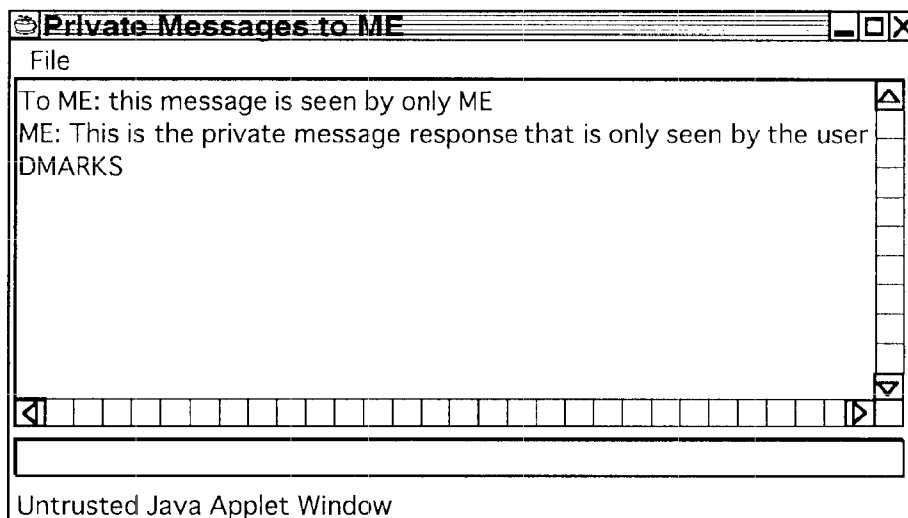 Private Messages to ME
File
To ME: this message is seen by only ME
ME: This is the private message response that is only seen by the user
DMARKS
Untrusted Java Applet Window